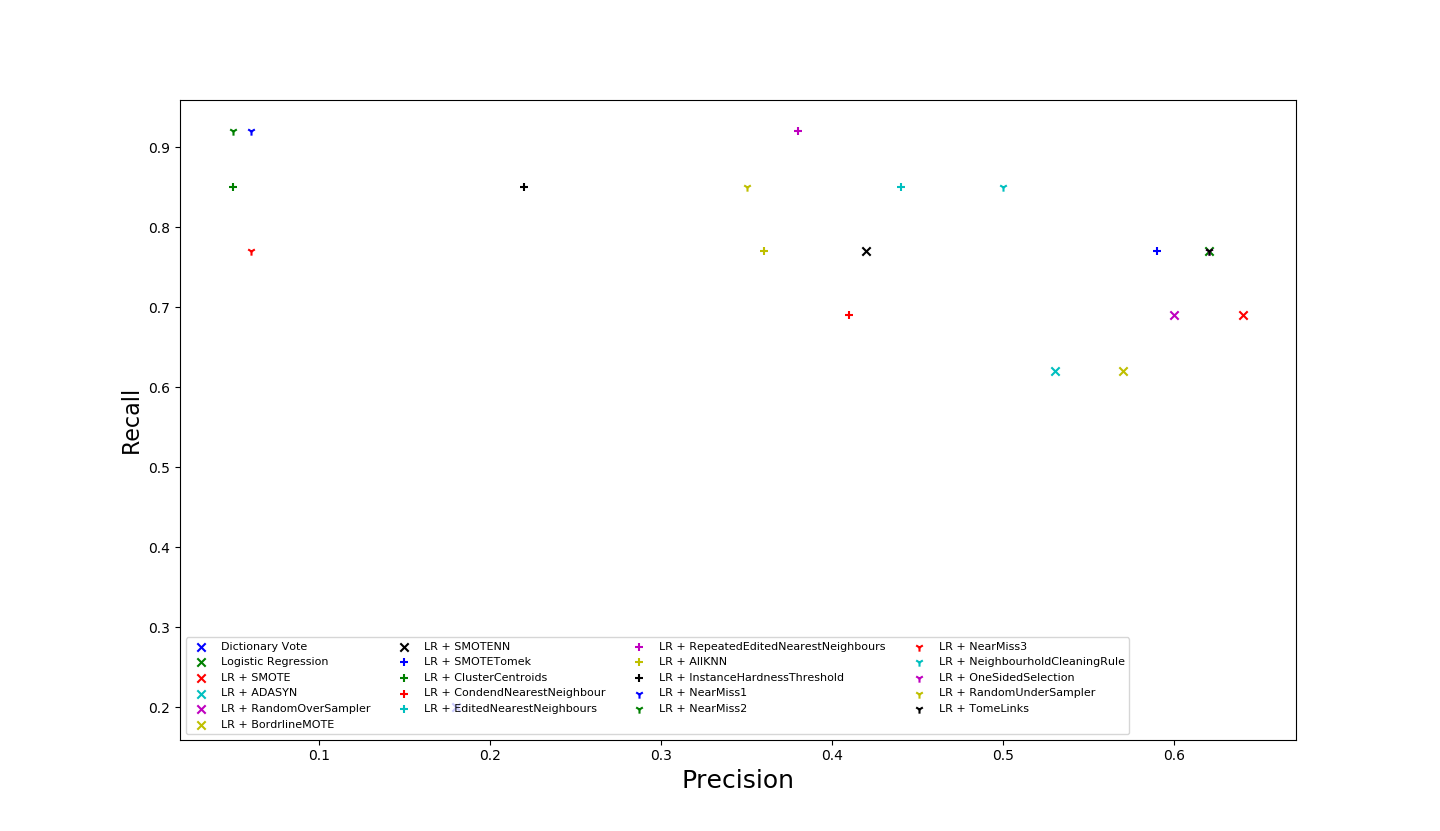 0.9
0.8
0.7
0.6
0.5
0.4
0.3
0.2
Recall
Dictionary Vote
Logistic Regression
LR + SMOTE
LR + ADASYN
LR + RandomOverSampler
LR + BordrlineMOTE
LR + SMOTENN
LR + SMOTETomek
LR + ClusterCentroids
LR + CondendNearestNeighbour
LR + EditedNearestNeighbours
LR + RepeatedEditedNearestNeighbours
LR + AllKNN
LR + InstanceHardnessThreshold
LR + NearMiss1
LR + NearMiss2
LR + NearMiss3
LR + NeighbourholdCleaningRule
LR + OneSidedSelection
LR + RandomUnderSampler
LR + TomeLinks
0.1 0.2 0.3 0.4 0.5 0.6
Precision